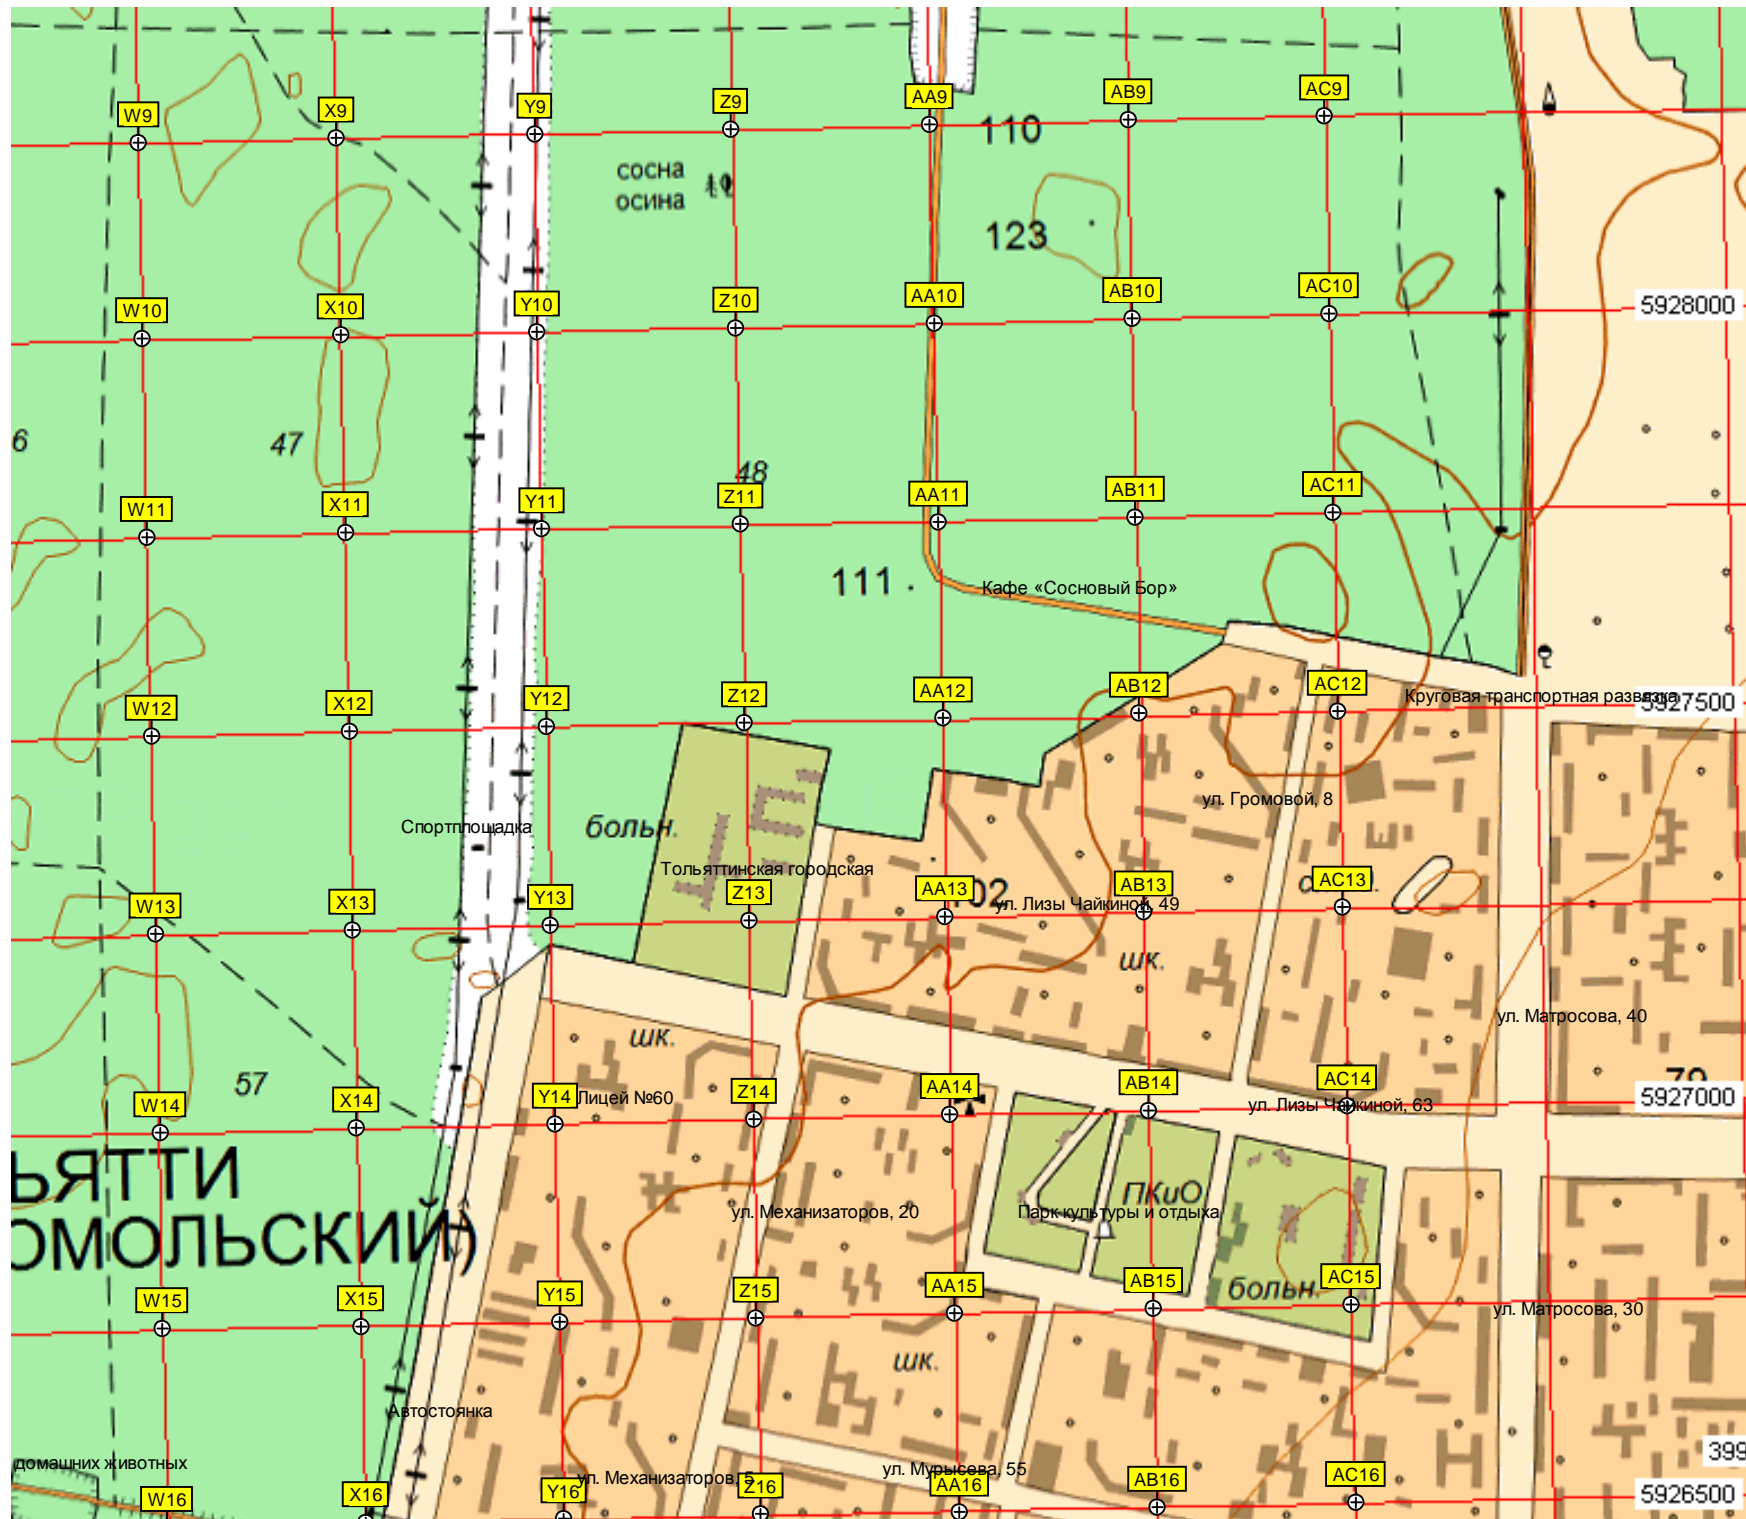 W9
X9
Y9
Z9
AA9
AB9
AC9
110
сосна
осина
123
W10
X10
Y10
Z10
AA10
AB10
AC10
5928000
6
47
48
W11
X11
Y11
Z11
AA11
AB11
AC11
111
Кафе «Сосновый Бор»
W12
X12
Y12
Z12
AA12
AB12
AC12
Круговая транспортная развязка
5927500
ул. Громовой, 8
Спортплощадка
больн.
Тольяттинская городская
W13
X13
Y13
Z13
AA13
AB13
AC13
ул. Лизы Чайкиной, 49
шк.
ул. Матросова, 40
шк.
57
79
W14
X14
Y14
Лицей №60
Z14
AA14
AB14
AC14
5927000
ул. Лизы Чайкиной, 63
ЬЯТТИ
ОМОЛЬСКИЙ)
ПКиО
ул. Механизаторов, 20
Парк культуры и отдыха
W15
X15
Y15
Z15
AA15
AB15
больн.
AC15
ул. Матросова, 30
шк.
Автостоянка
399
домашних животных
ул. Мурысева, 55
ул. Механизаторов, 5
W16
X16
Y16
Z16
AA16
AB16
AC16
5926500